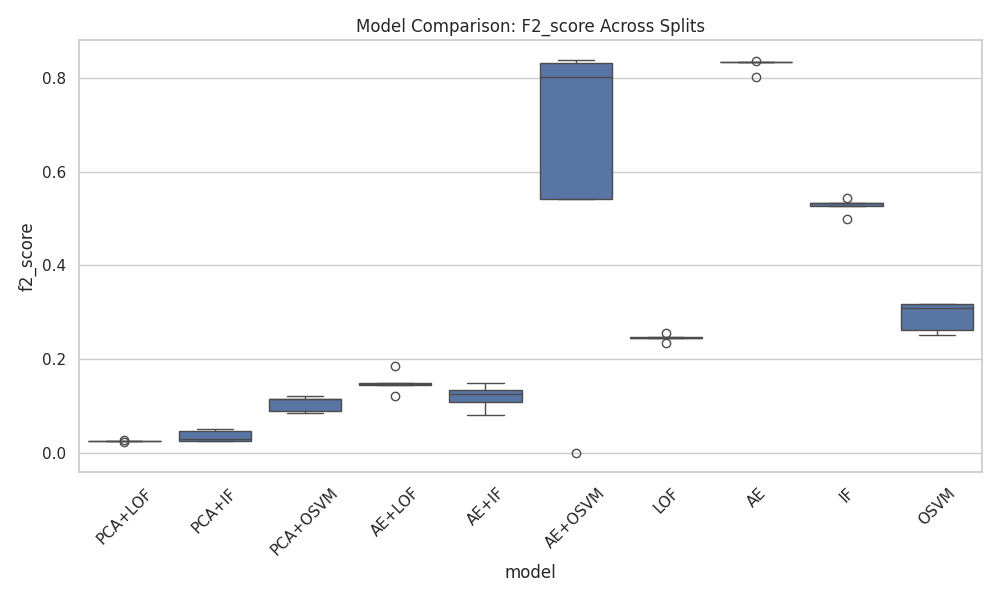 Model Comparison: F2_score Across Splits
f2_score
0.8
0.6
0.4
0.2
0.0
PCA+LOF
PCA+IF
PCA+OSVM
AE+LOF
AE+IF
AE+OSVM
LOF
AE
IF
OSVM
model